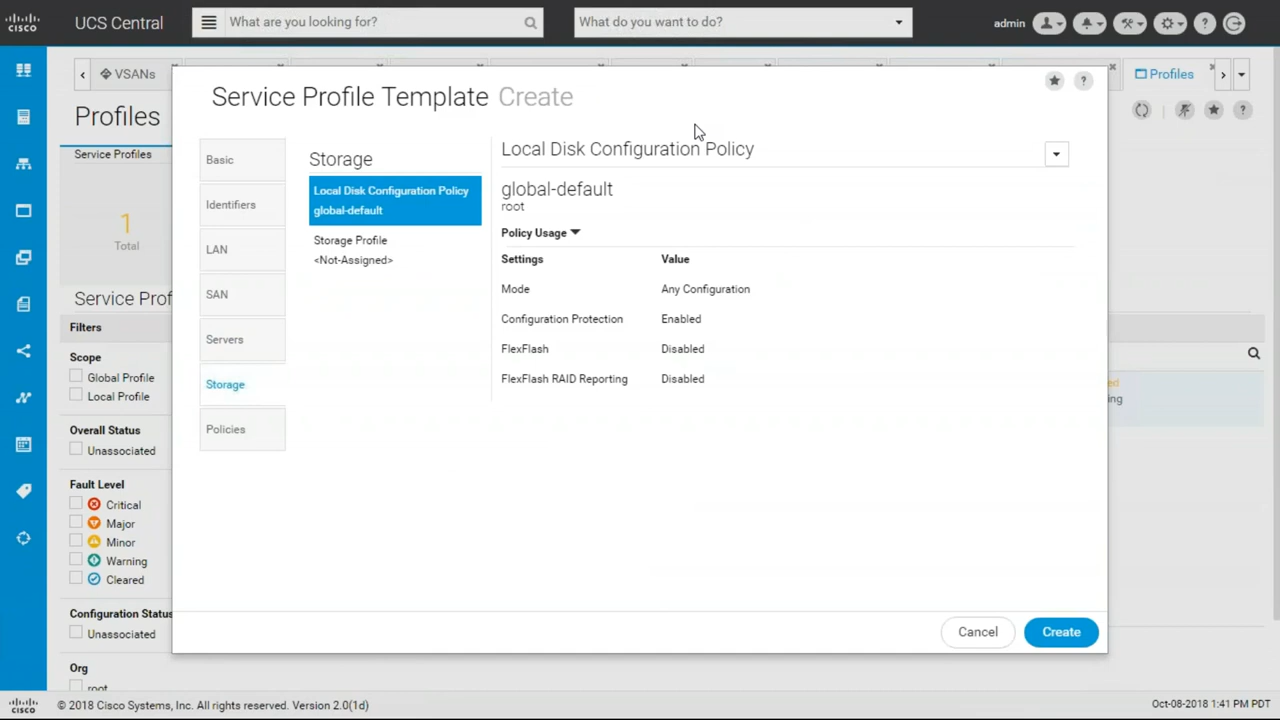 cisco
UCS Central
What are you looking for?
What do you want to do?
admin
?
VSANs
Profiles
Profiles
?
Service Profiles
1
Total
Service Prof
Filters
Scope
Global Profile
Local Profile
Overall Status
Unassociated
Fault Level
Critical
Major
Minor
Warning
Cleared
Configuration Status
Unassociated
Org
root
Service Profile Template Create
?
Basic
Identifiers
LAN
SAN
Servers
Storage
Policies
Storage
Local Disk Configuration Policy
global-default
Storage Profile
<Not-Assigned>
Local Disk Configuration Policy
global-default
root
Policy Usage
Settings Value
Mode Any Configuration
Configuration Protection Enabled
FlexFlash Disabled
FlexFlash RAID Reporting Disabled
Cancel
Create
ed
ing
cisco
© 2018 Cisco Systems, Inc. All rights reserved. Version 2.0(1d)
Oct-08-2018 1:41 PM PDT